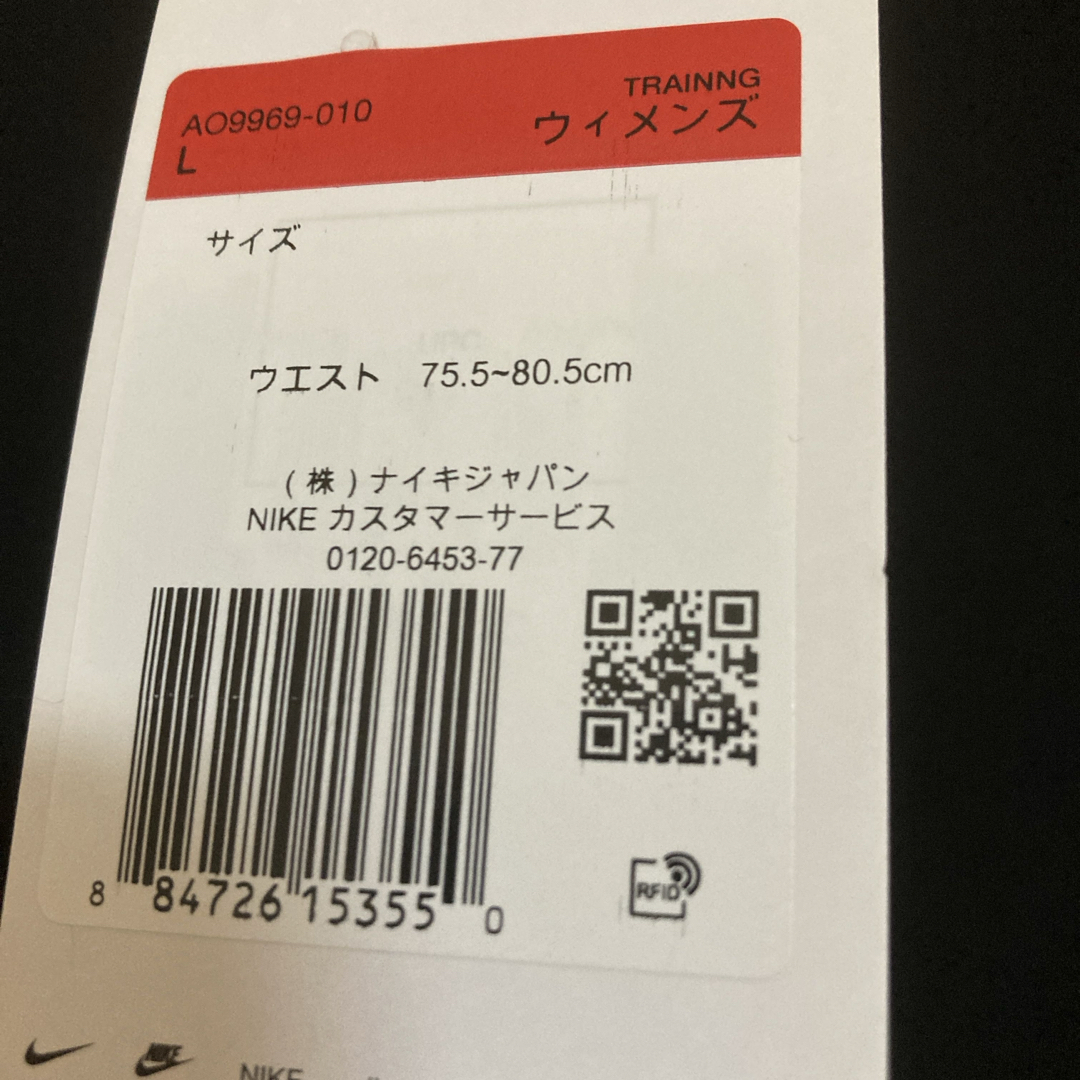 AO9969-010
L
TRAINNG
ウィメンズ
サイズ
ウエスト 75.5~80.5cm
(株)ナイキジャパン
NIKE カスタマーサービス
0120-6453-77
8 84726 15355 0
RFID
NIKE
NIKE